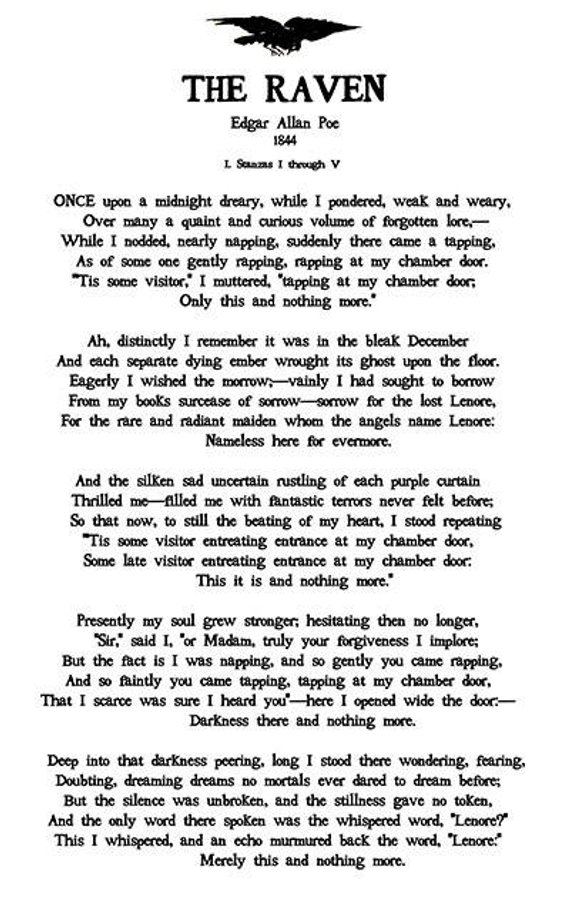 THE RAVEN
Edgar Allan Poe
1844
I. Stanzas I through V
ONCE upon a midnight dreary, while I pondered, weak and weary,
Over many a quaint and curious volume of forgotten lore,—
While I nodded, nearly napping, suddenly there came a tapping,
As of some one gently rapping, rapping at my chamber door.
"'Tis some visitor," I muttered, "tapping at my chamber door;
Only this and nothing more."
Ah, distinctly I remember it was in the bleak December
And each separate dying ember wrought its ghost upon the floor.
Eagerly I wished the morrow;—vainly I had sought to borrow
From my books surcease of sorrow—sorrow for the lost Lenore,
For the rare and radiant maiden whom the angels name Lenore:
Nameless here for evermore.
And the silken sad uncertain rustling of each purple curtain
Thrilled me—filled me with fantastic terrors never felt before;
So that now, to still the beating of my heart, I stood repeating
"'Tis some visitor entreating entrance at my chamber door,
Some late visitor entreating entrance at my chamber door:
This it is and nothing more."
Presently my soul grew stronger; hesitating then no longer,
"Sir," said I, "or Madam, truly your forgiveness I implore;
But the fact is I was napping, and so gently you came rapping,
And so faintly you came tapping, tapping at my chamber door,
That I scarce was sure I heard you"—here I opened wide the door:—
Darkness there and nothing more.
Deep into that darkness peering, long I stood there wondering, fearing,
Doubting, dreaming dreams no mortals ever dared to dream before;
But the silence was unbroken, and the stillness gave no token,
And the only word there spoken was the whispered word, "Lenore?"
This I whispered, and an echo murmured back the word, "Lenore:"
Merely this and nothing more.